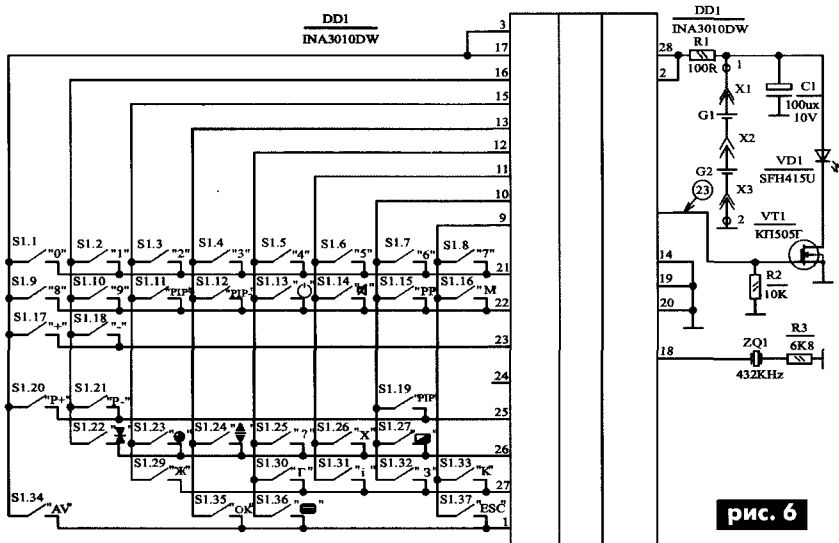 DD1
INA3010DW
DD1
INA3010DW
3
17
16
15
13
12
11
10
9
28
2
R1
100R
1
X1
G1
X2
G2
X3
2
C1
100ux
10V
VD1
SFH415U
VT1
КП505Г
23
14
19
20
18
R2
10K
ZQ1
432KHz
R3
6K8
S1.1 "0" S1.2 "1" S1.3 "2" S1.4 "3" S1.5 "4" S1.6 "5" S1.7 "6" S1.8 "7"
21
S1.9 "8" S1.10 "9" S1.11 "PIP" S1.12 "PIP" S1.13 S1.14 S1.15 "PP" S1.16 "M"
22
S1.17 "+" S1.18 "-"
23
24
S1.19 "PIP"
S1.20 "P+" S1.21 "P-"
25
S1.22 S1.23 S1.24 S1.25 "?" S1.26 "X" S1.27
26
S1.29 "Ж" S1.30 "Г" S1.31 "i" S1.32 "З" S1.33 "К"
27
S1.34 "AV" S1.35 "OK" S1.36 S1.37 "ESC"
1
рис. 6